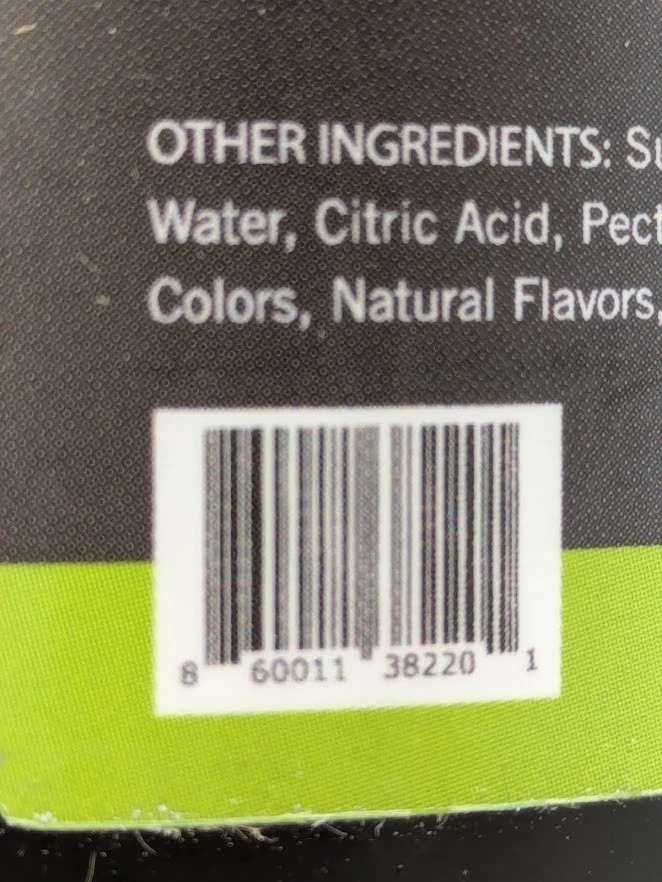 OTHER INGREDIENTS:
Water, Citric Acid,
Colors, Natural Flavors,
8 60011 38220 1